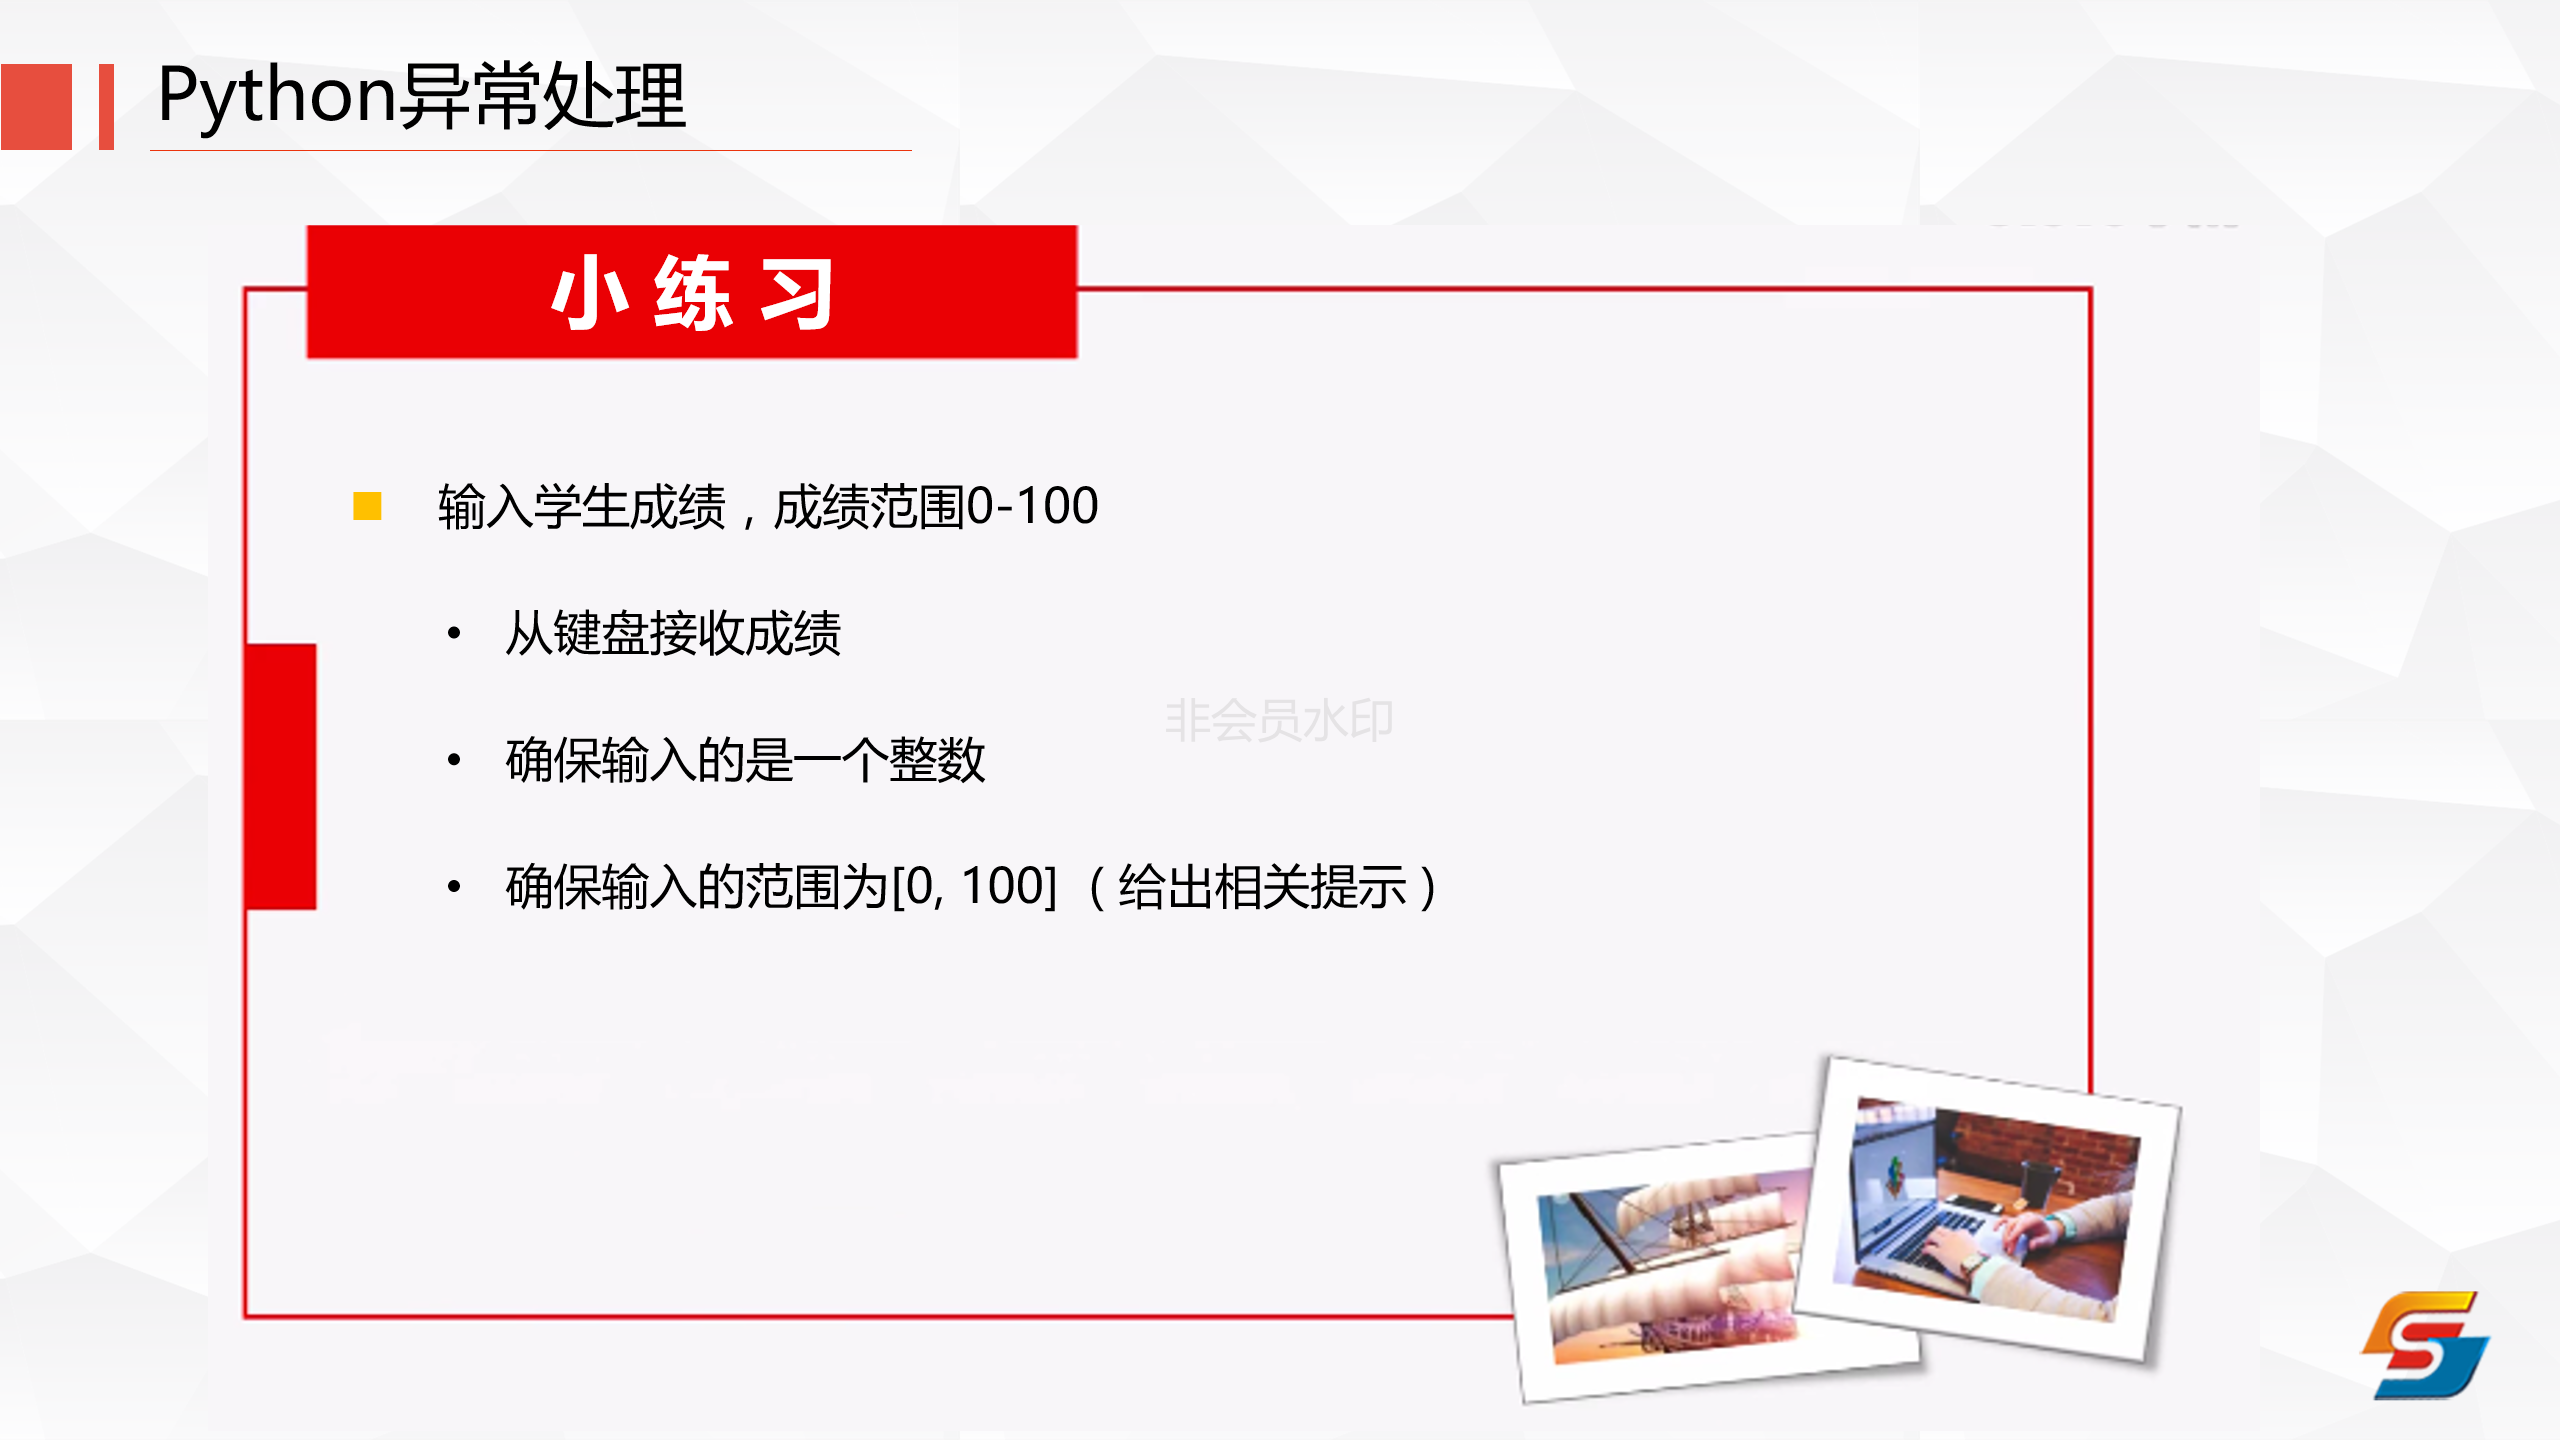 Python异常处理
小 练 习
输入学生成绩，成绩范围0-100
• 从键盘接收成绩
• 确保输入的是一个整数
非会员水印
• 确保输入的范围为[0, 100]（给出相关提示）